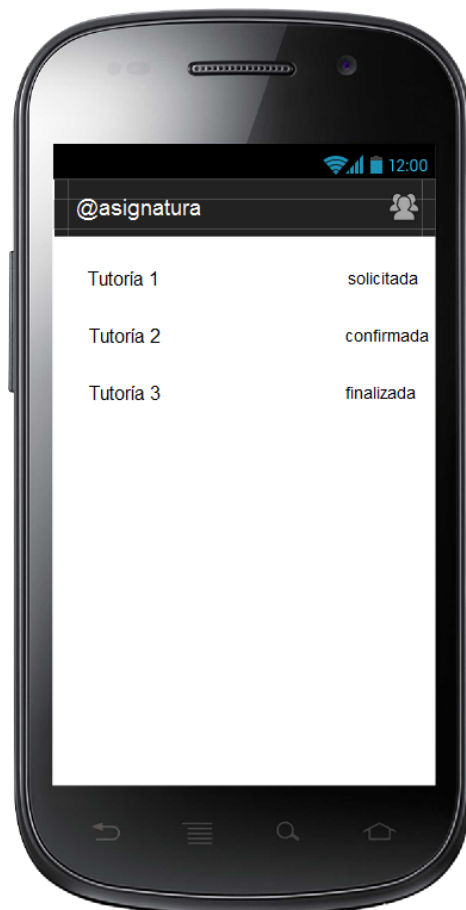 12:00
@asignatura
Tutoría 1 solicitada
Tutoría 2 confirmada
Tutoría 3 finalizada